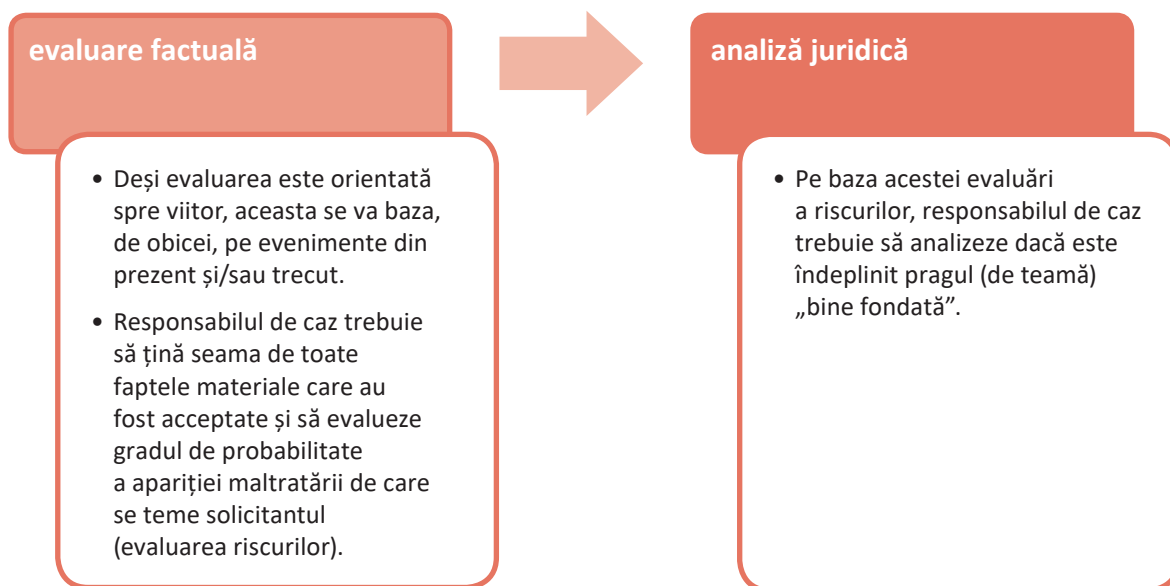 evaluare factuală
• Deși evaluarea este orientată
spre viitor, aceasta se va baza,
de obicei, pe evenimente din
prezent și/sau trecut.
• Responsabilul de caz trebuie
să țină seama de toate
faptele materiale care au
fost acceptate și să evalueze
gradul de probabilitate
a apariției maltratării de care
se teme solicitantul
(evaluarea riscurilor).
analiză juridică
• Pe baza acestei evaluări
a riscurilor, responsabilul de caz
trebuie să analizeze dacă este
îndeplinit pragul (de teamă)
„bine fondată”.